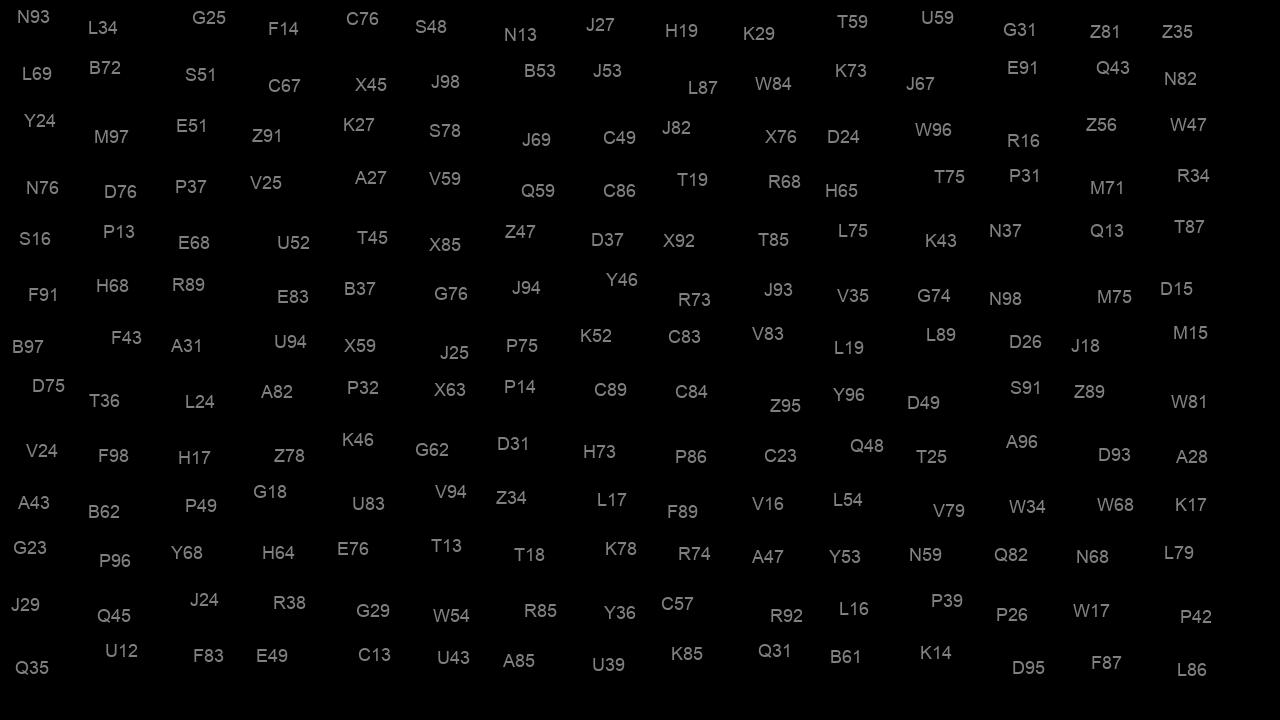 N93 L34 G25 F14 C76 S48 N13 J27 H19 K29 T59 U59 G31 Z81 Z35
L69 B72 S51 C67 X45 J98 B53 J53 L87 W84 K73 J67 E91 Q43 N82
Y24 M97 E51 Z91 K27 S78 J69 C49 J82 X76 D24 W96 R16 Z56 W47
N76 D76 P37 V25 A27 V59 Q59 C86 T19 R68 H65 T75 P31 M71 R34
S16 P13 E68 U52 T45 X85 Z47 D37 X92 T85 L75 K43 N37 Q13 T87
F91 H68 R89 E83 B37 G76 J94 Y46 R73 J93 V35 G74 N98 M75 D15
B97 F43 A31 U94 X59 J25 P75 K52 C83 V83 L19 L89 D26 J18 M15
D75 T36 L24 A82 P32 X63 P14 C89 C84 Z95 Y96 D49 S91 Z89 W81
V24 F98 H17 Z78 K46 G62 D31 H73 P86 C23 Q48 T25 A96 D93 A28
A43 B62 P49 G18 U83 V94 Z34 L17 F89 V16 L54 V79 W34 W68 K17
G23 P96 Y68 H64 E76 T13 T18 K78 R74 A47 Y53 N59 Q82 N68 L79
J29 Q45 J24 R38 G29 W54 R85 Y36 C57 R92 L16 P39 P26 W17 P42
Q35 U12 F83 E49 C13 U43 A85 U39 K85 Q31 B61 K14 D95 F87 L86